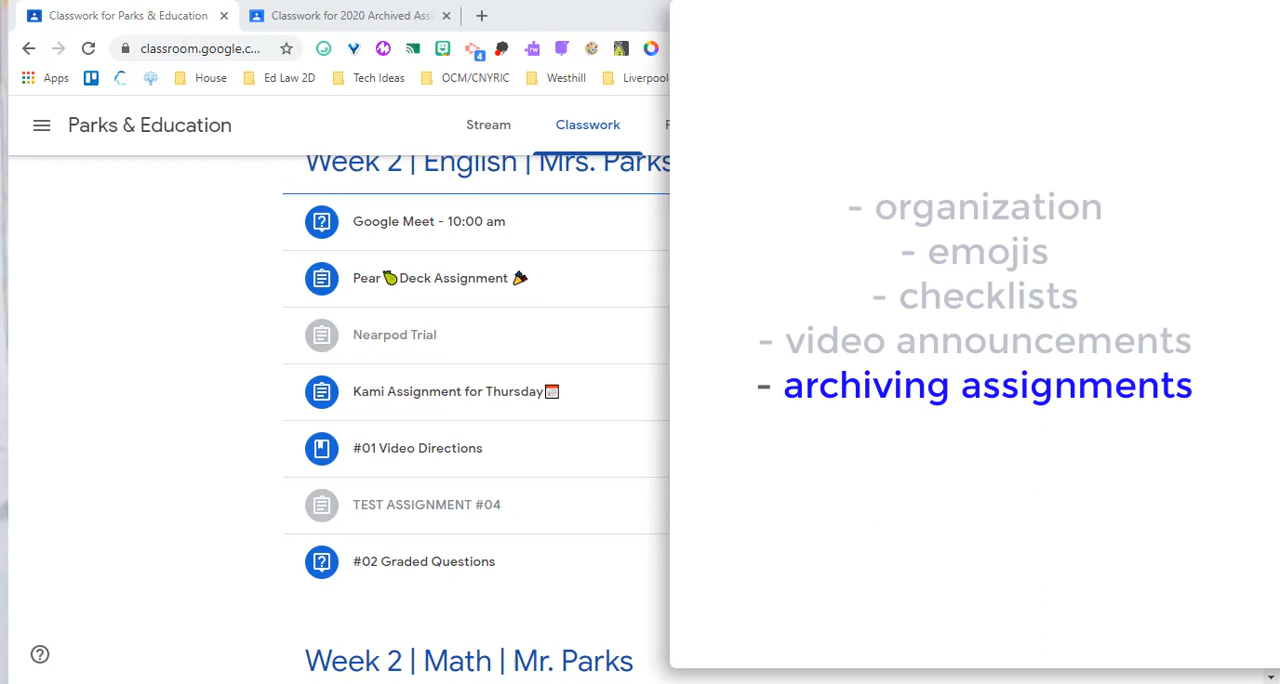 Classwork for Parks & Education
Classwork for 2020 Archived Ass
classroom.google.c...
4
Apps
House
Ed Law 2D
Tech Ideas
OCM/CNYRIC
Westhill
Liverpool
Parks & Education
Stream
Classwork
Week 2 | English | Mrs. Parks
Google Meet - 10:00 am
Pear🍐Deck Assignment
Nearpod Trial
Kami Assignment for Thursday
#01 Video Directions
TEST ASSIGNMENT #04
#02 Graded Questions
Week 2 | Math | Mr. Parks
- organization
- emojis
- checklists
- video announcements
- archiving assignments